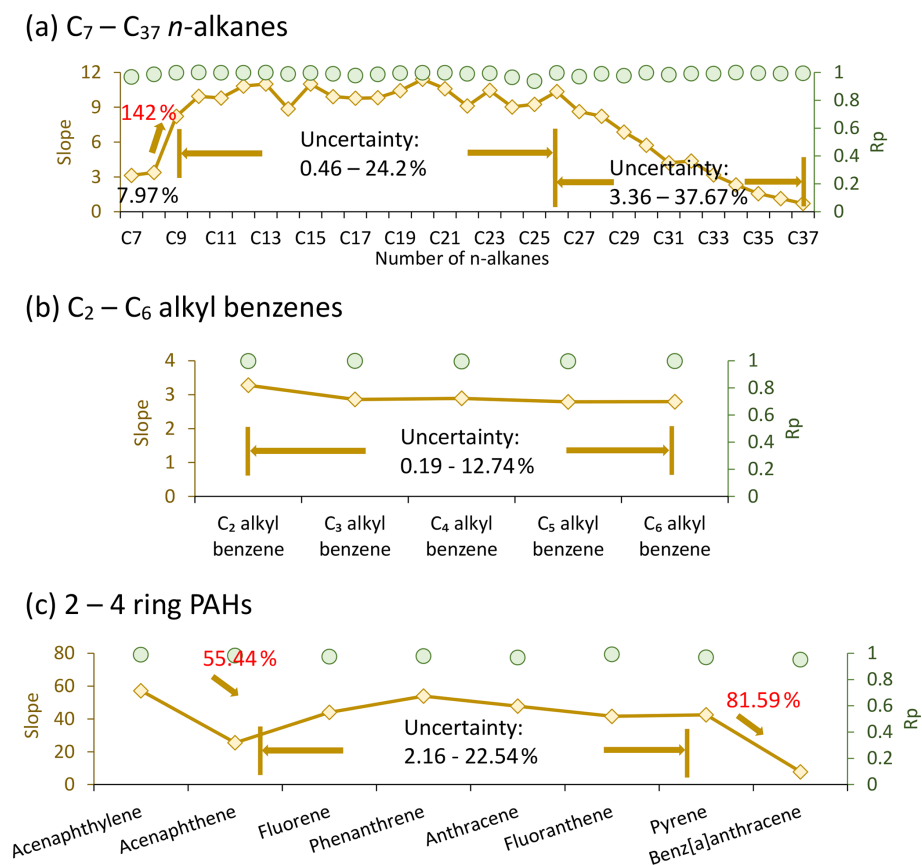 (a) C₇ – C₃₇ n-alkanes
12
9
6
3
0
Slope
142%
7.97%
Uncertainty:
0.46 – 24.2%
Uncertainty:
3.36 – 37.67%
1
0.8
0.6
0.4
0.2
0
Rp
C7 C9 C11 C13 C15 C17 C19 C21 C23 C25 C27 C29 C31 C33 C35 C37
Number of n-alkanes
(b) C₂ – C₆ alkyl benzenes
4
3
2
1
0
Slope
Uncertainty:
0.19 - 12.74%
1
0.8
0.6
0.4
0.2
0
Rp
C₂ alkyl
benzene
C₃ alkyl
benzene
C₄ alkyl
benzene
C₅ alkyl
benzene
C₆ alkyl
benzene
(c) 2 – 4 ring PAHs
80
60
40
20
0
Slope
55.44%
81.59%
Uncertainty:
2.16 - 22.54%
1
0.8
0.6
0.4
0.2
0
Rp
Acenaphthylene
Acenaphthene
Fluorene
Phenanthrene
Anthracene
Fluoranthene
Pyrene
Benz[a]anthracene